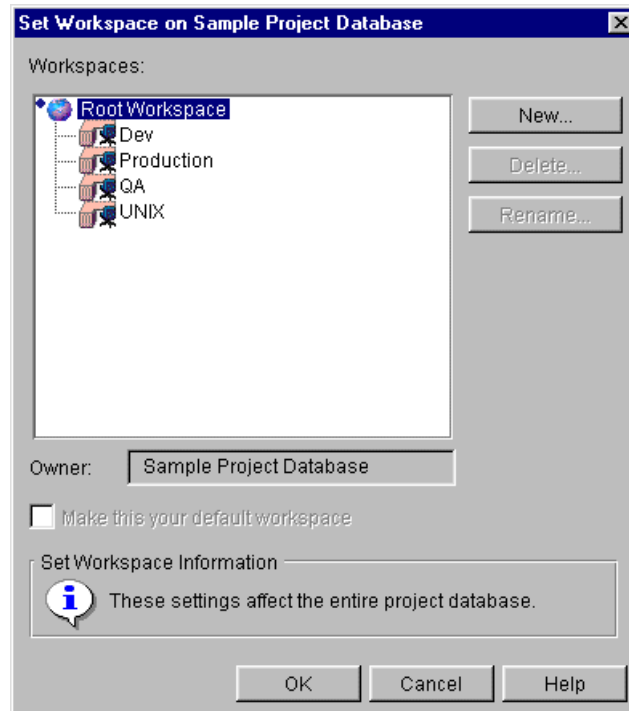 Set Workspace on Sample Project Database
Workspaces:
Root Workspace
Dev
Production
QA
UNIX
New...
Delete...
Rename...
Owner:
Sample Project Database
Make this your default workspace
Set Workspace Information
These settings affect the entire project database.
OK
Cancel
Help